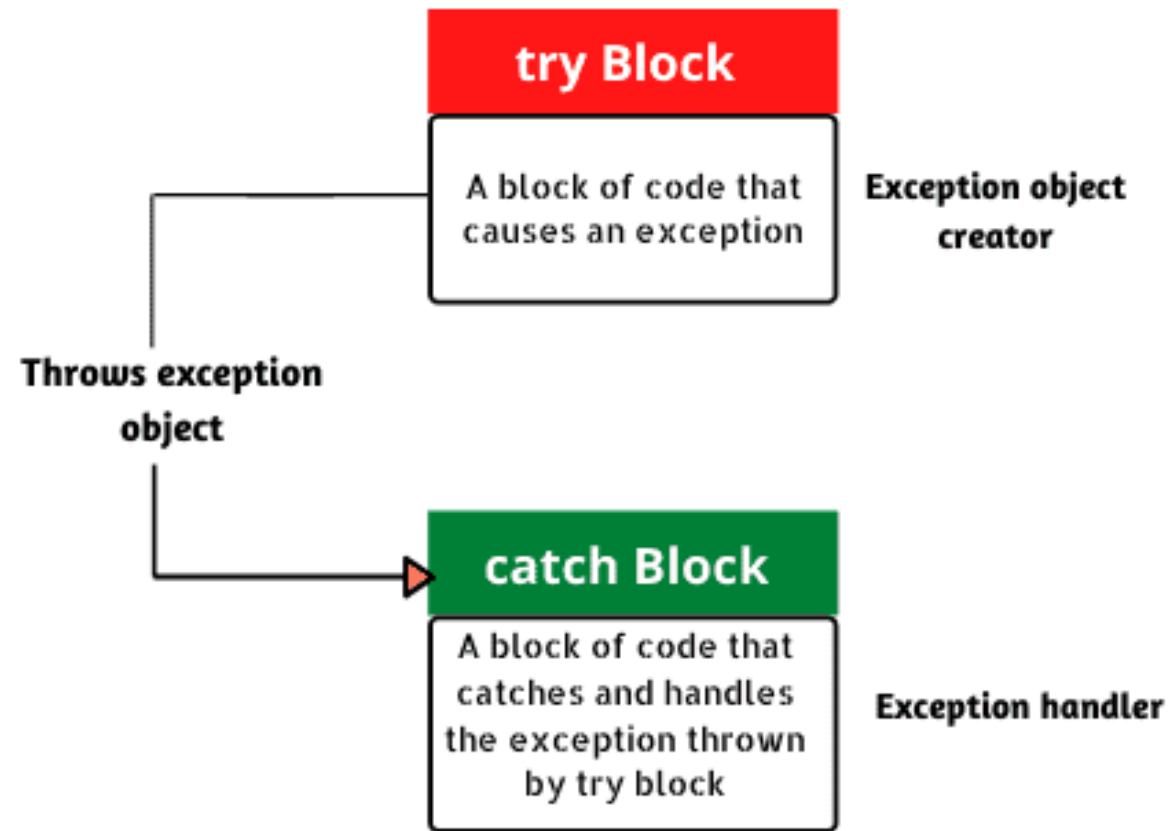 try Block
A block of code that
causes an exception
Exception object
creator
Throws exception
object
catch Block
A block of code that
catches and handles
the exception thrown
by try block
Exception handler